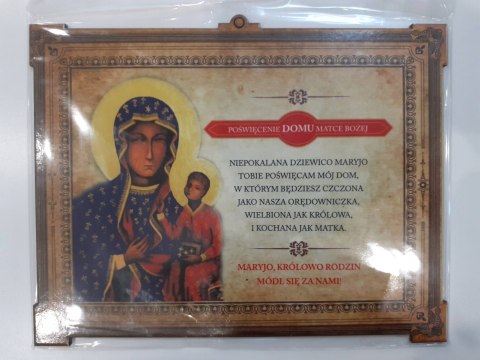 POŚWIĘCENIE DOMU MATCE BOŻEJ
NIEPOKALANA DZIEWICO MARYJO
TOBIE POŚWIĘCAM MÓJ DOM,
W KTÓRYM BĘDZIESZ CZCZONA
JAKO NASZA ORĘDOWNICZKA,
WIELBIONA JAK KRÓLOWA,
I KOCHANA JAK MATKA.
MARYJO, KRÓLOWO RODZIN
MÓDL SIĘ ZA NAMI!